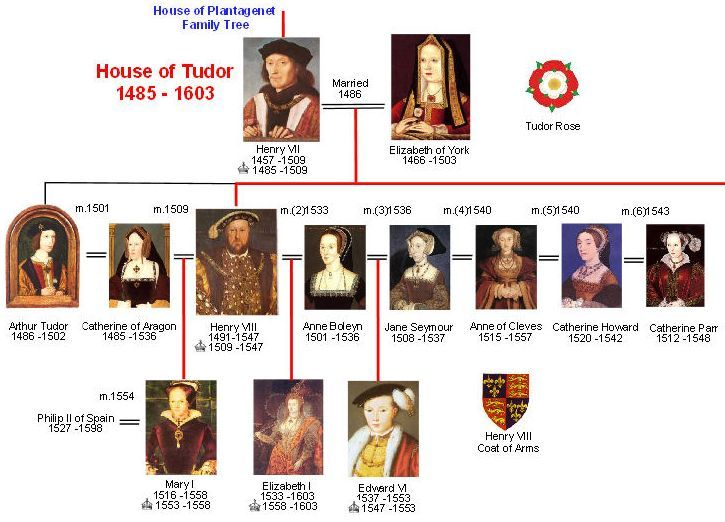 House of Plantagenet
Family Tree
House of Tudor
1485 - 1603
Married
1486
Henry VII
1457 -1509
1485 -1509
Elizabeth of York
1466 -1503
Tudor Rose
m.1501
m.1509
m.(2)1533
m.(3)1536
m.(4)1540
m.(5)1540
m.(6)1543
Arthur Tudor
1486 -1502
Catherine of Aragon
1485 -1536
Henry VIII
1491 -1547
1509 -1547
Anne Boleyn
1501 -1536
Jane Seymour
1508 -1537
Anne of Cleves
1515 -1557
Catherine Howard
1520 -1542
Catherine Parr
1512 -1548
m.1554
Philip II of Spain
1527 -1598
Mary I
1516 -1558
1553 -1558
Elizabeth I
1533 -1603
1558 -1603
Edward VI
1537 -1553
1547 -1553
Henry VIII
Coat of Arms